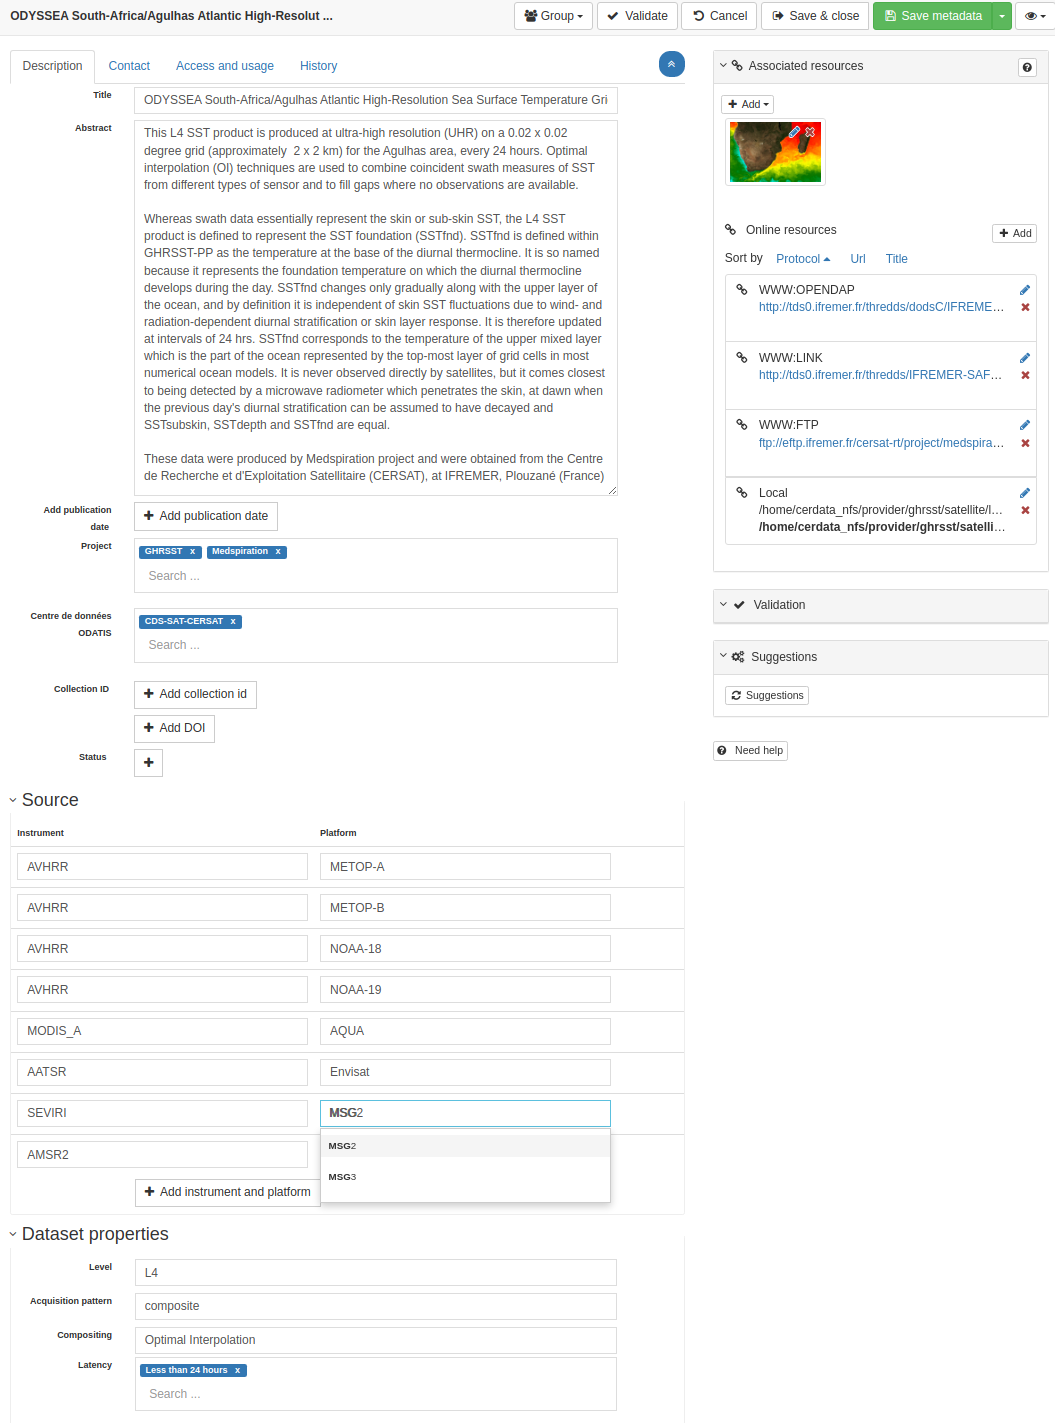 ODYSSEA South-Africa/Agulhas Atlantic High-Resolut ...
Group
Validate
Cancel
Save & close
Save metadata
Description
Contact
Access and usage
History
Title
ODYSSEA South-Africa/Agulhas Atlantic High-Resolution Sea Surface Temperature Gri
Abstract
This L4 SST product is produced at ultra-high resolution (UHR) on a 0.02 x 0.02
degree grid (approximately 2 x 2 km) for the Agulhas area, every 24 hours. Optimal
interpolation (OI) techniques are used to combine coincident swath measures of SST
from different types of sensor and to fill gaps where no observations are available.
Whereas swath data essentially represent the skin or sub-skin SST, the L4 SST
product is defined to represent the SST foundation (SSTfnd). SSTfnd is defined within
GHRSST-PP as the temperature at the base of the diurnal thermocline. It is so named
because it represents the foundation temperature on which the diurnal thermocline
develops during the day. SSTfnd changes only gradually along with the upper layer of
the ocean, and by definition it is independent of skin SST fluctuations due to wind- and
radiation-dependent diurnal stratification or skin layer response. It is therefore updated
at intervals of 24 hrs. SSTfnd corresponds to the temperature of the upper mixed layer
which is the part of the ocean represented by the top-most layer of grid cells in most
numerical ocean models. It is never observed directly by satellites, but it comes closest
to being detected by a microwave radiometer which penetrates the skin, at dawn when
the previous day's diurnal stratification can be assumed to have decayed and
SSTsubskin, SSTdepth and SSTfnd are equal.
These data were produced by Medspiration project and were obtained from the Centre
de Recherche et d'Exploitation Satellitaire (CERSAT), at IFREMER, Plouzané (France)
Add publication
date
Add publication date
Project
GHRSST x
Medspiration x
Search ...
Centre de données
ODATIS
CDS-SAT-CERSAT x
Search ...
Collection ID
Add collection id
Add DOI
Status
Source
Instrument
Platform
AVHRR
METOP-A
AVHRR
METOP-B
AVHRR
NOAA-18
AVHRR
NOAA-19
MODIS_A
AQUA
AATSR
Envisat
SEVIRI
MSG2
MSG2
AMSR2
MSG3
Add instrument and platform
Dataset properties
Level
L4
Acquisition pattern
composite
Compositing
Optimal Interpolation
Latency
Less than 24 hours x
Search ...
Associated resources
Add
Online resources
Add
Sort by
Protocol
Url
Title
WWW:OPENDAP
http://tds0.ifremer.fr/thredds/dodsC/IFREME...
WWW:LINK
http://tds0.ifremer.fr/thredds/IFREMER-SAF...
WWW:FTP
ftp://eftp.ifremer.fr/cersat-rt/project/medspira...
Local
/home/cerdata_nfs/provider/ghrsst/satellite/l...
/home/cerdata_nfs/provider/ghrsst/satelli...
Validation
Suggestions
Suggestions
Need help